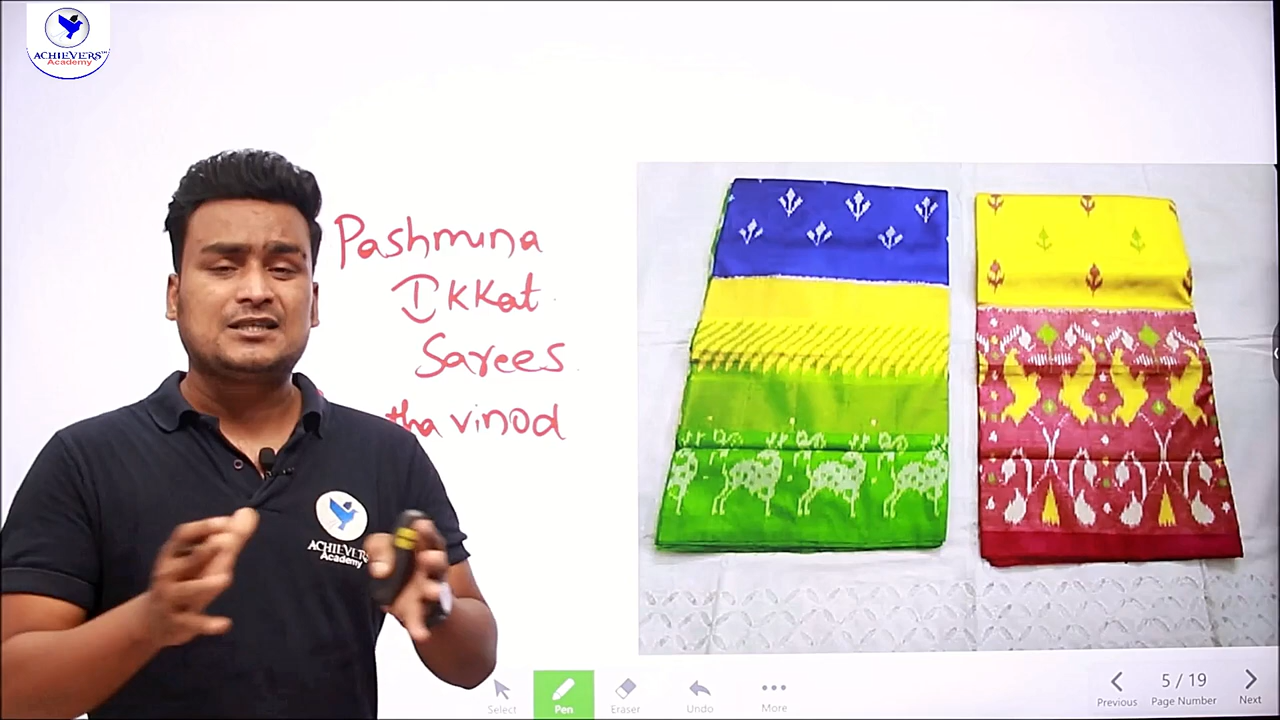 ACHIEVERS™
Academy
Pashmina
Ikkat
Sarees
tha vinod
ACHIEVERS
Academy
Select
Pen
Eraser
Undo
More
Previous
5 / 19
Page Number
Next